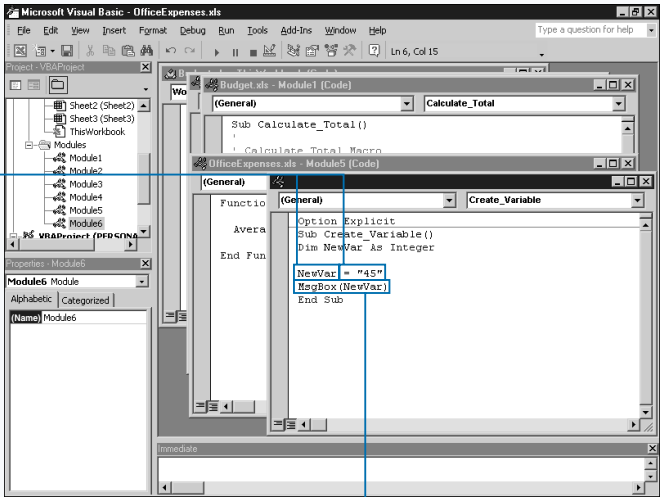 Microsoft Visual Basic - OfficeExpenses.xls
File Edit View Insert Format Debug Run Tools Add-Ins Window Help
Type a question for help
Ln 6, Col 15
Project - VBAProject
Sheet2 (Sheet2)
Sheet3 (Sheet3)
ThisWorkbook
Modules
Module1
Module2
Module3
Module4
Module5
Module6
VBAProject (PERSONA
Properties - Module6
Module6 Module
Alphabetic Categorized
(Name) Module6
Wo
Budget.xls - Module1 [Code]
(General) Calculate_Total
Sub Calculate_Total()
'
' Calculate_Total Macro
OfficeExpenses.xls - Module5 (Code)
(General)
Functio
Avera
End Fun
(General) Create_Variable
Option Explicit
Sub Create_Variable()
Dim NewVar As Integer
NewVar = "45"
MsgBox(NewVar)
End Sub
Immediate